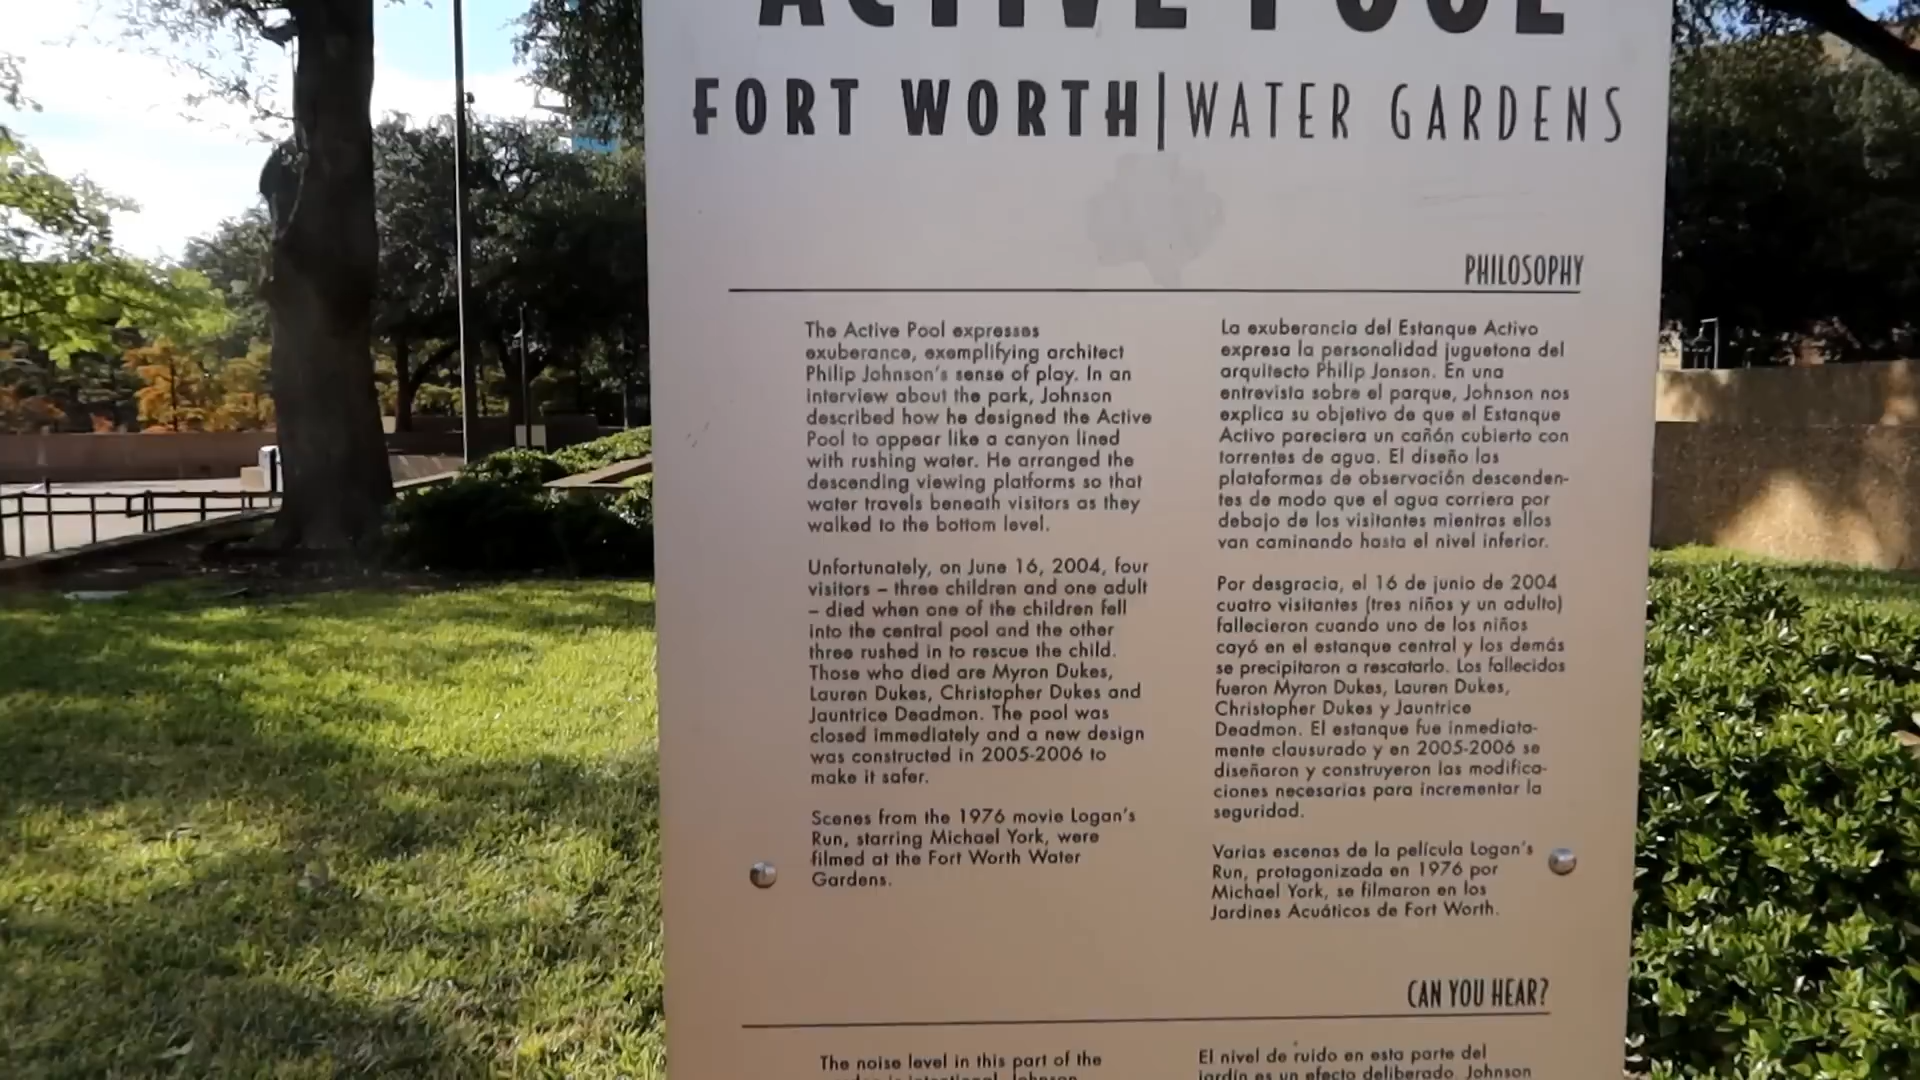 ACTIVE POOL
FORT WORTH|WATER GARDENS
PHILOSOPHY
The Active Pool expresses
exuberance, exemplifying architect
Philip Johnson's sense of play. In an
interview about the park, Johnson
described how he designed the Active
Pool to appear like a canyon lined
with rushing water. He arranged the
descending viewing platforms so that
water travels beneath visitors as they
walked to the bottom level.
Unfortunately, on June 16, 2004, four
visitors – three children and one adult
– died when one of the children fell
into the central pool and the other
three rushed in to rescue the child.
Those who died are Myron Dukes,
Lauren Dukes, Christopher Dukes and
Jauntrice Deadmon. The pool was
closed immediately and a new design
was constructed in 2005-2006 to
make it safer.
Scenes from the 1976 movie Logan's
Run, starring Michael York, were
filmed at the Fort Worth Water
Gardens.
La exuberancia del Estanque Activo
expresa la personalidad juguetona del
arquitecto Philip Jonson. En una
entrevista sobre el parque, Johnson nos
explica su objetivo de que el Estanque
Activo pareciera un cañón cubierto con
torrentes de agua. El diseño las
plataformas de observación descenden-
tes de modo que el agua corriera por
debajo de los visitantes mientras ellos
van caminando hasta el nivel inferior.
Por desgracia, el 16 de junio de 2004
cuatro visitantes (tres niños y un adulto)
fallecieron cuando uno de los niños
cayó en el estanque central y los demás
se precipitaron a rescatarlo. Los fallecidos
fueron Myron Dukes, Lauren Dukes,
Christopher Dukes y Jauntrice
Deadmon. El estanque fue inmediata-
mente clausurado y en 2005-2006 se
diseñaron y construyeron las modifica-
ciones necesarias para incrementar la
seguridad.
Varias escenas de la película Logan's
Run, protagonizada en 1976 por
Michael York, se filmaron en los
Jardines Acuáticos de Fort Worth.
CAN YOU HEAR?
The noise level in this part of the
is intentional. Johnson
El nivel de ruido en esta parte del
jardín es un efecto deliberado. Johnson